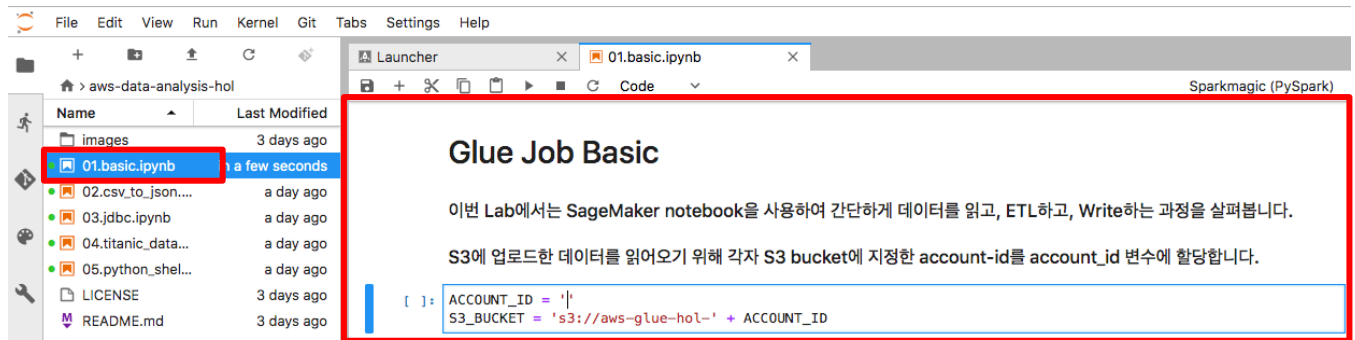 File Edit View Run Kernel Git Tabs Settings Help
Launcher 01.basic.ipynb
> aws-data-analysis-hol
Code Sparkmagic (PySpark)
Name Last Modified
images 3 days ago
01.basic.ipynb a few seconds
02.csv_to_json.... a day ago
03.jdbc.ipynb a day ago
04.titanic_data... a day ago
05.python_shel... a day ago
LICENSE 3 days ago
README.md 3 days ago
Glue Job Basic
이번 Lab에서는 SageMaker notebook을 사용하여 간단하게 데이터를 읽고, ETL하고, Write하는 과정을 살펴봅니다.
S3에 업로드한 데이터를 읽어오기 위해 각자 S3 bucket에 지정한 account-id를 account_id 변수에 할당합니다.
[ ]: ACCOUNT_ID = ''
S3_BUCKET = 's3://aws-glue-hol-' + ACCOUNT_ID